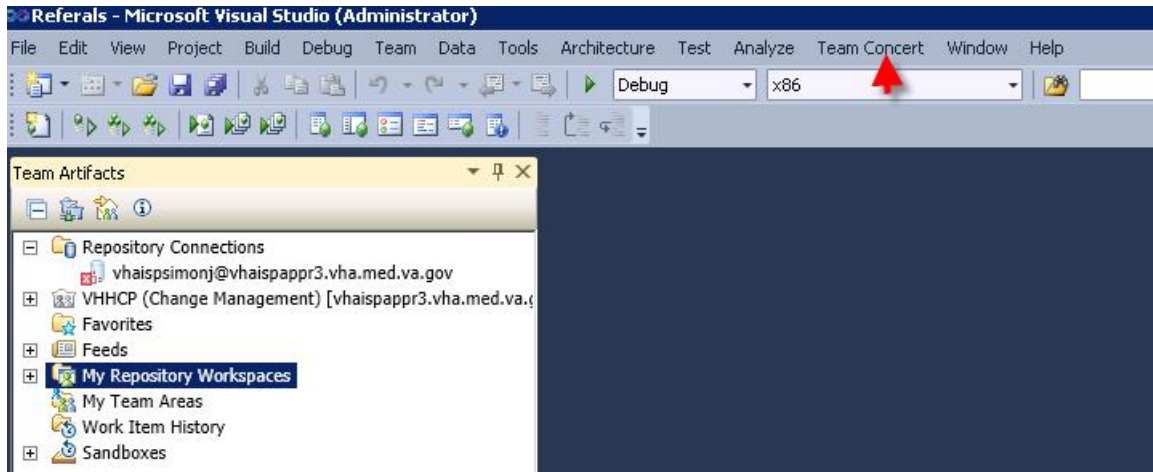 Referals - Microsoft Visual Studio (Administrator)
File Edit View Project Build Debug Team Data Tools Architecture Test Analyze Team Concert Window Help
Debug x86
Team Artifacts
Repository Connections
vhaispsimonj@vhaispappr3.vha.med.va.gov
VHHCP (Change Management) [vhaispappr3.vha.med.va.g
Favorites
Feeds
My Repository Workspaces
My Team Areas
Work Item History
Sandboxes